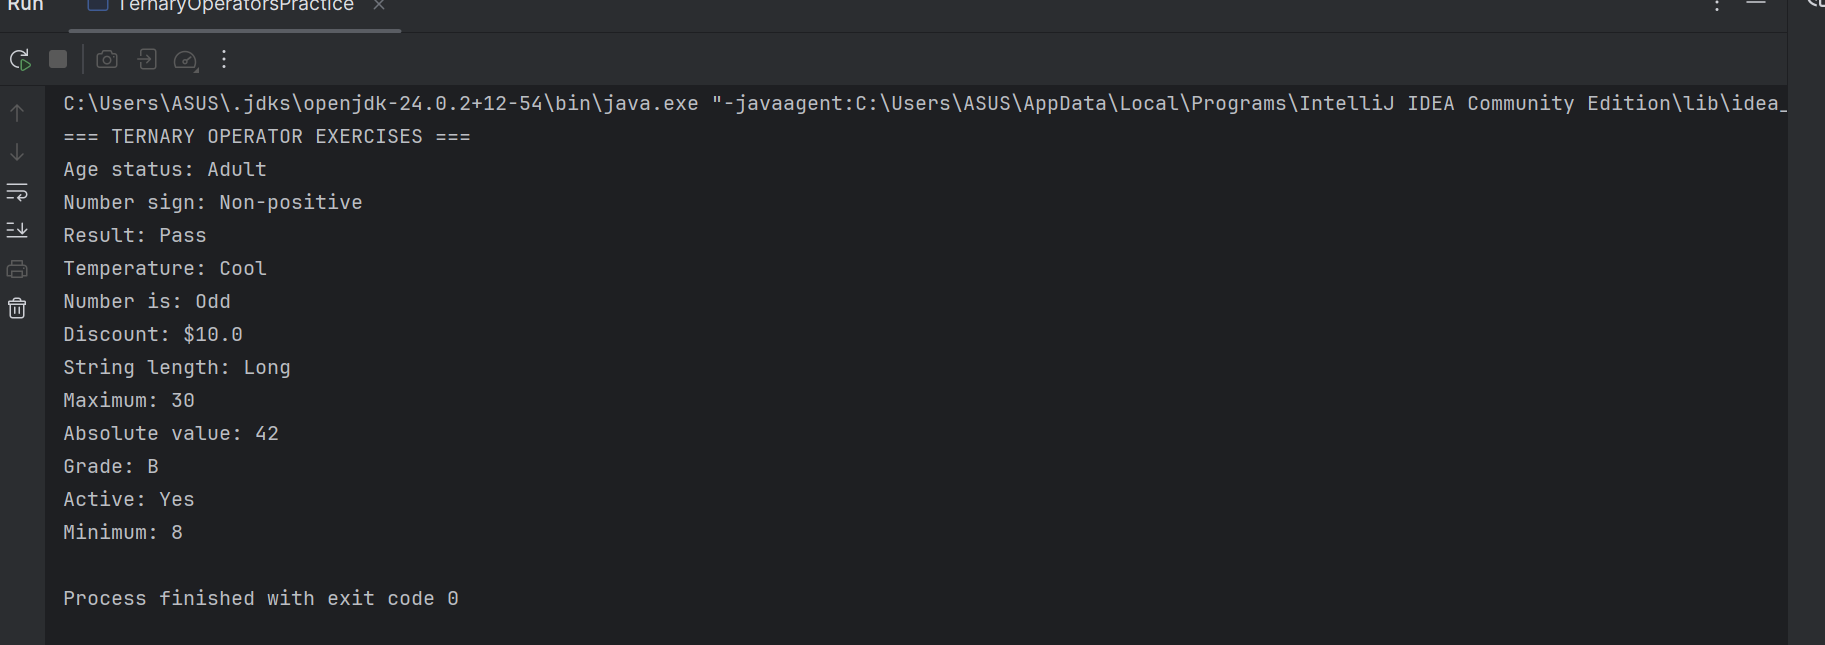 Run TernaryOperatorsPractice
C:\Users\ASUS\.jdks\openjdk-24.0.2+12-54\bin\java.exe "-javaagent:C:\Users\ASUS\AppData\Local\Programs\IntelliJ IDEA Community Edition\lib\idea_
=== TERNARY OPERATOR EXERCISES ===
Age status: Adult
Number sign: Non-positive
Result: Pass
Temperature: Cool
Number is: Odd
Discount: $10.0
String length: Long
Maximum: 30
Absolute value: 42
Grade: B
Active: Yes
Minimum: 8
Process finished with exit code 0